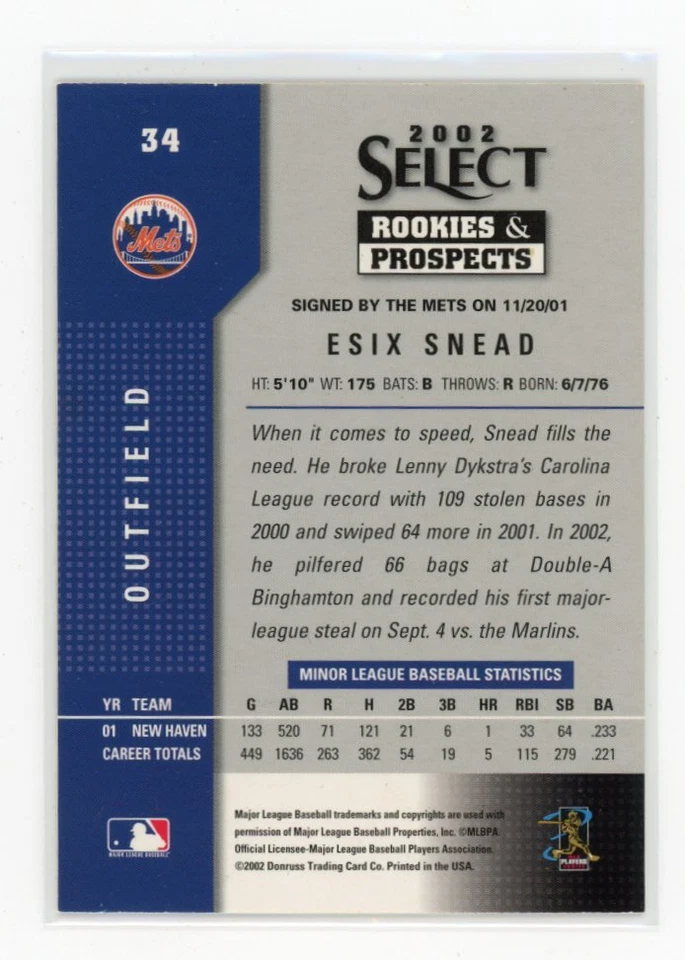 34
Mets
OUTFIELD
2002
SELECT
ROOKIES &
PROSPECTS
SIGNED BY THE METS ON 11/20/01
ESIX SNEAD
HT: 5'10" WT: 175 BATS: B THROWS: R BORN: 6/7/76
When it comes to speed, Snead fills the
need. He broke Lenny Dykstra's Carolina
League record with 109 stolen bases in
2000 and swiped 64 more in 2001. In 2002,
he pilfered 66 bags at Double-A
Binghamton and recorded his first major-
league steal on Sept. 4 vs. the Marlins.
MINOR LEAGUE BASEBALL STATISTICS
YR TEAM G AB R H 2B 3B HR RBI SB BA
01 NEW HAVEN 133 520 71 121 21 6 1 33 64 .233
CAREER TOTALS 449 1636 263 362 54 19 5 115 279 .221
MAJOR LEAGUE BASEBALL
Major League Baseball trademarks and copyrights are used with
permission of Major League Baseball Properties, Inc. ©MLBPA
Official Licensee-Major League Baseball Players Association.
©2002 Donruss Trading Card Co. Printed in the USA.
PLAYERS